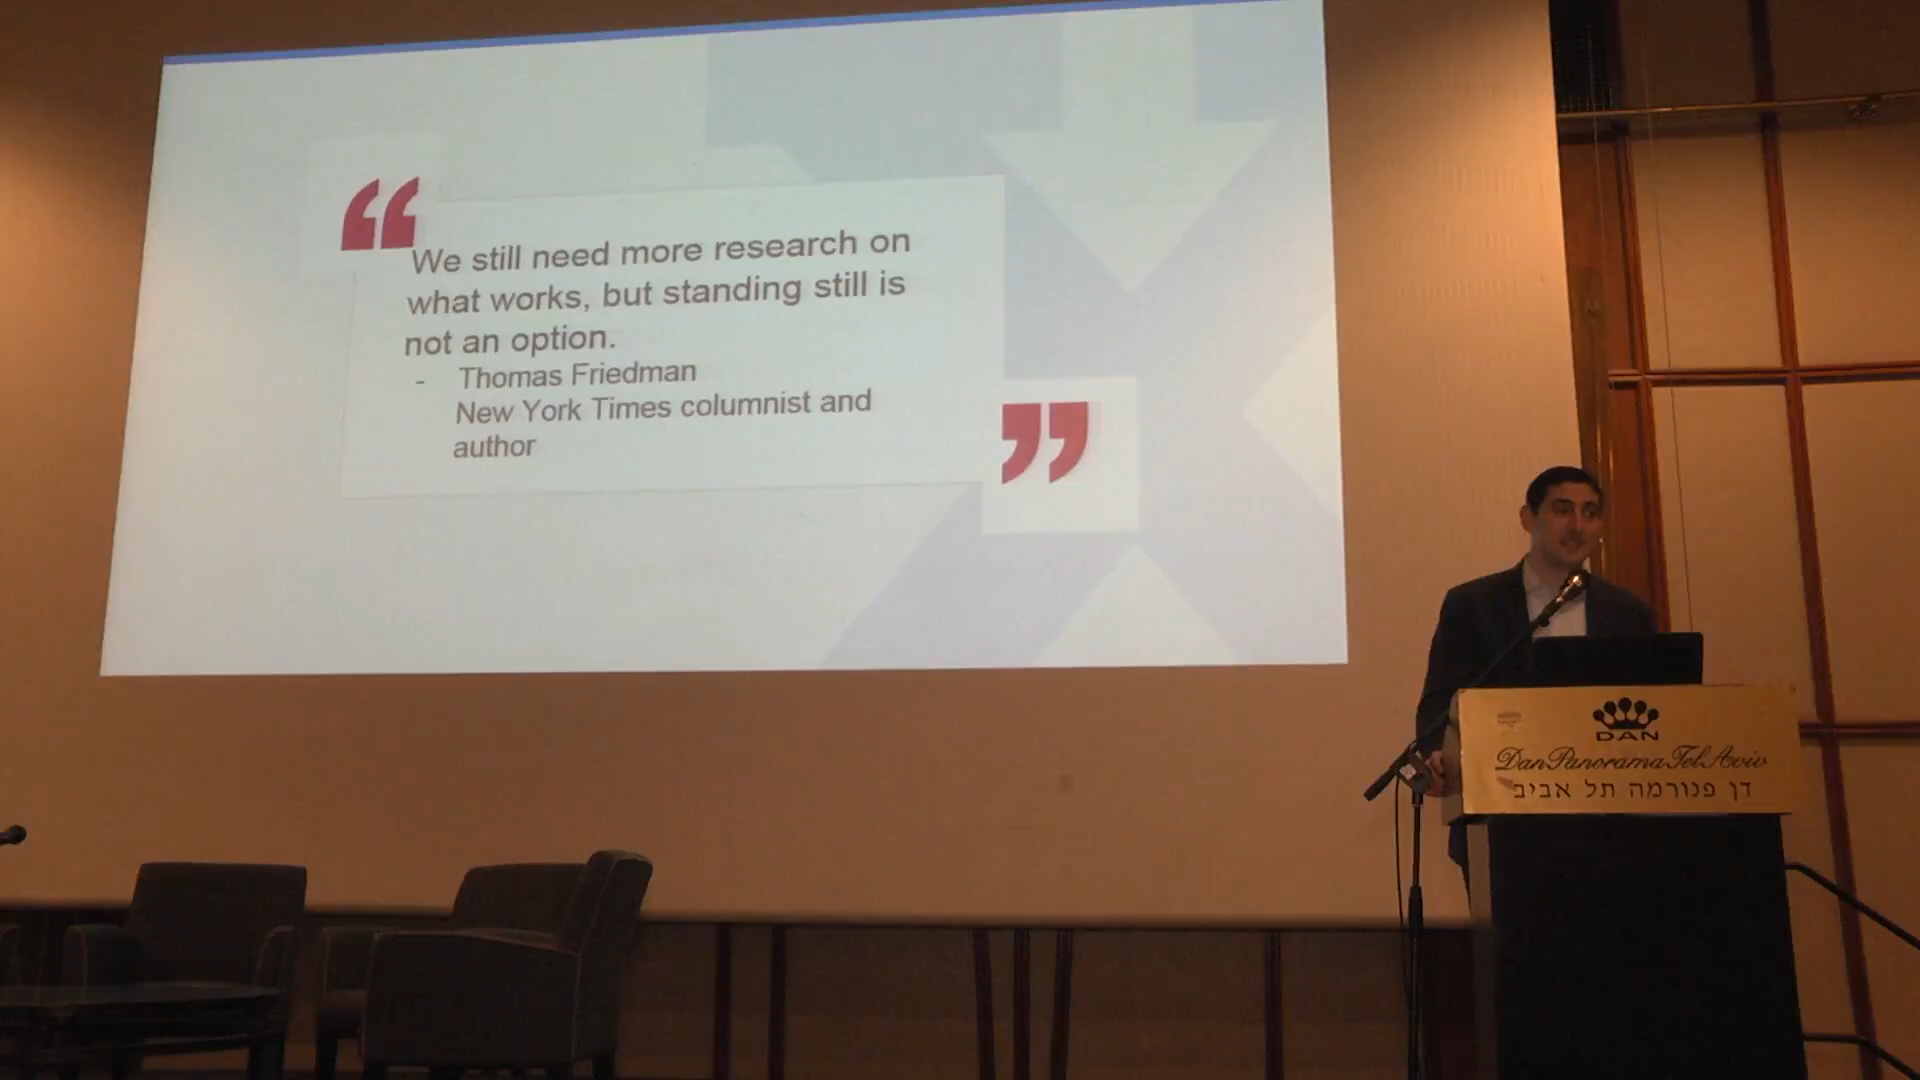 “
We still need more research on
what works, but standing still is
not an option.
- Thomas Friedman
New York Times columnist and
author
”
DAN
Dan Panorama Tel Aviv
דן פנורמה תל אביב